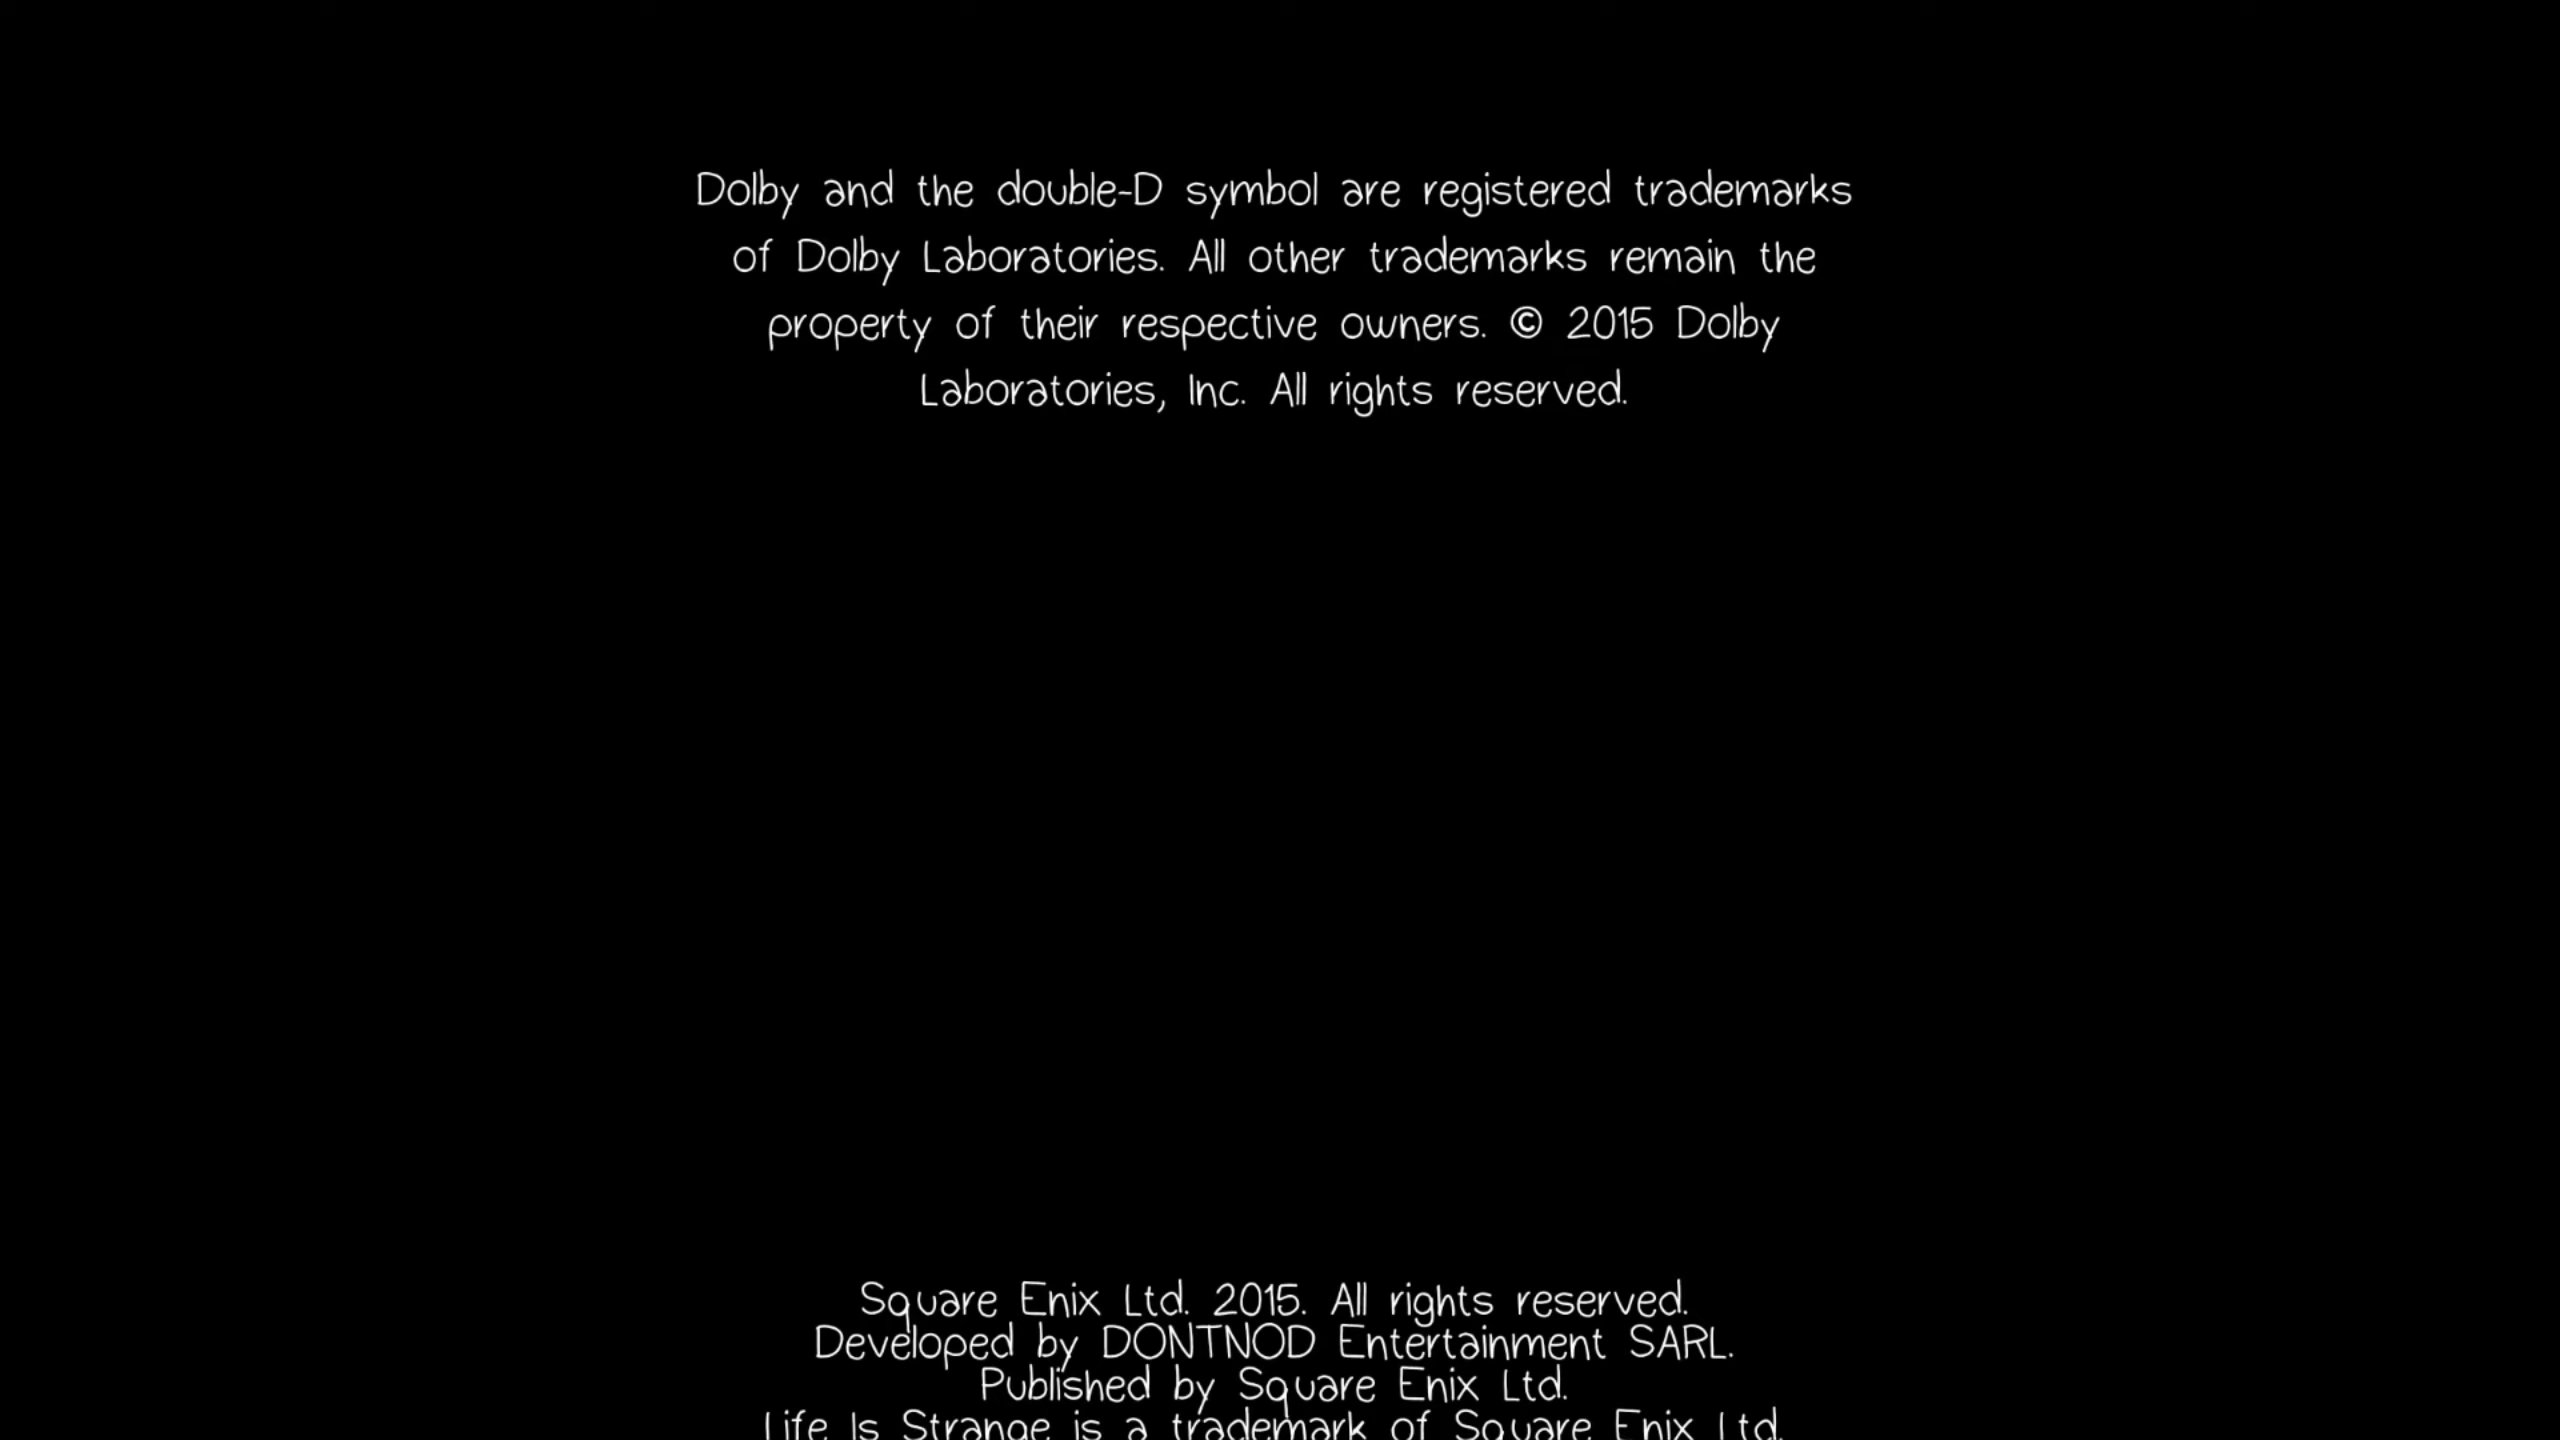 Dolby and the double-D symbol are registered trademarks
of Dolby Laboratories. All other trademarks remain the
property of their respective owners. © 2015 Dolby
Laboratories, Inc. All rights reserved.
Square Enix Ltd. 2015. All rights reserved.
Developed by DONTNOD Entertainment SARL.
Published by Square Enix Ltd.
Life Is Strange is a trademark of Square Enix Ltd.